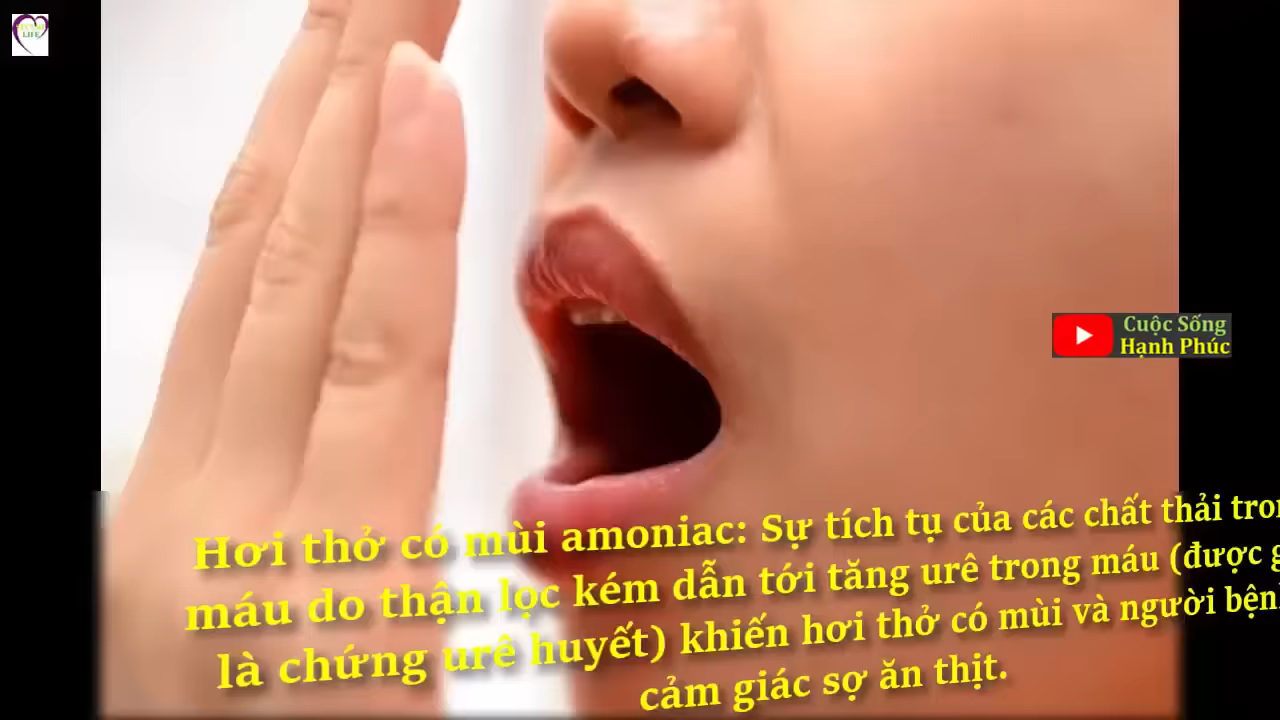 LIFE
Cuộc Sống
Hạnh Phúc
Hơi thở có mùi amoniac: Sự tích tụ của các chất thải
máu do thận lọc kém dẫn tới tăng urê trong máu (được
là chứng urê huyết) khiến hơi thở có mùi và người
cảm giác sợ ăn thịt.